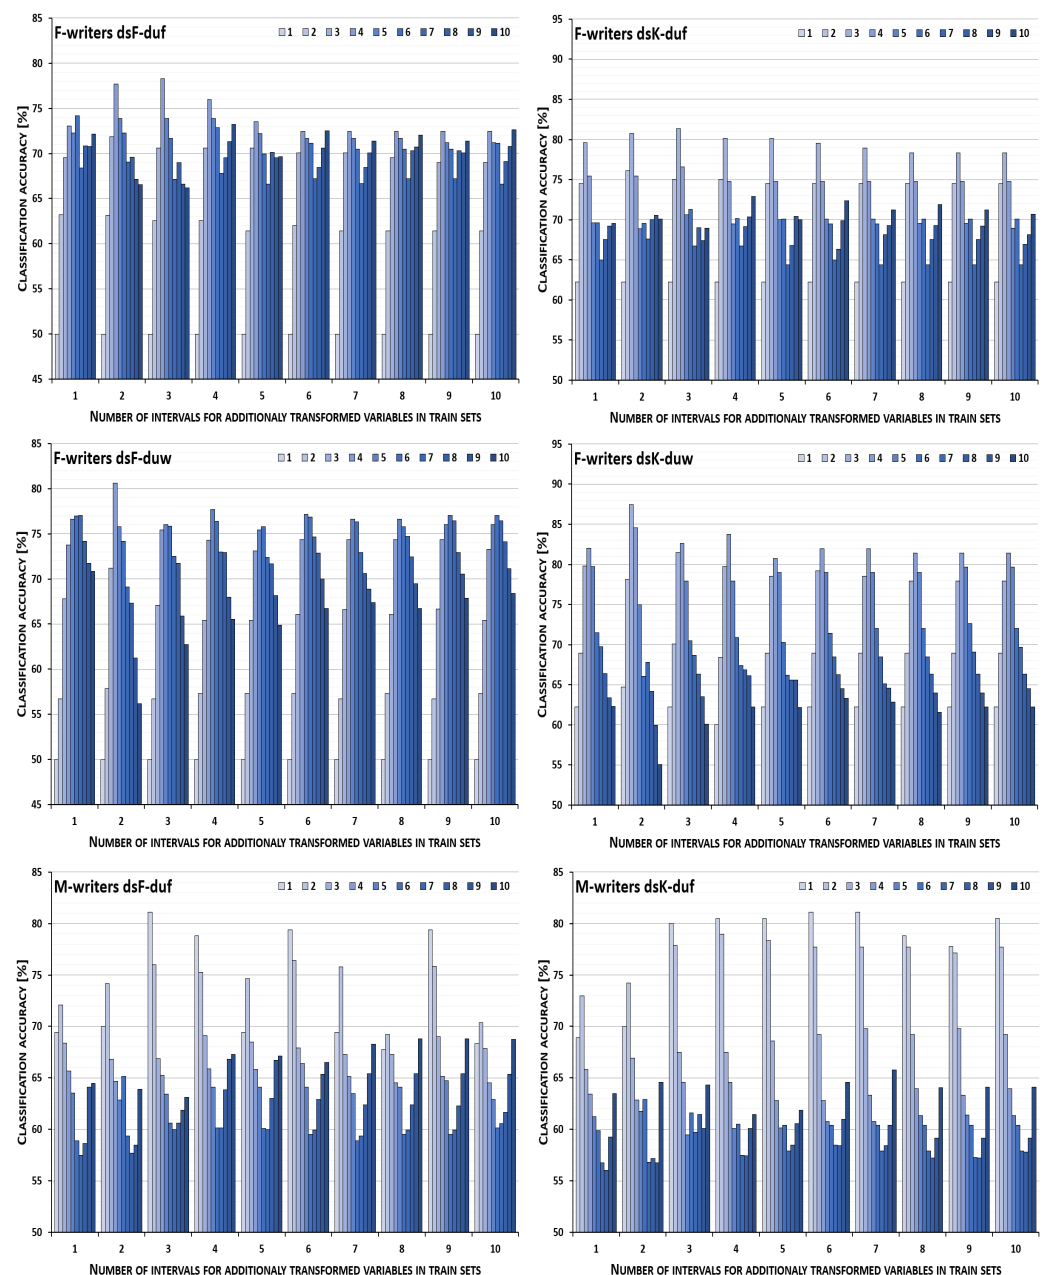 F-writers dsF-duf
1 2 3 4 5 6 7 8 9 10
CLASSIFICATION ACCURACY [%]
85
80
75
70
65
60
55
50
45
1 2 3 4 5 6 7 8 9 10
NUMBER OF INTERVALS FOR ADDITIONALY TRANSFORMED VARIABLES IN TRAIN SETS
F-writers dsK-duf
1 2 3 4 5 6 7 8 9 10
CLASSIFICATION ACCURACY [%]
95
90
85
80
75
70
65
60
55
50
1 2 3 4 5 6 7 8 9 10
NUMBER OF INTERVALS FOR ADDITIONALY TRANSFORMED VARIABLES IN TRAIN SETS
F-writers dsF-duw
1 2 3 4 5 6 7 8 9 10
CLASSIFICATION ACCURACY [%]
85
80
75
70
65
60
55
50
45
1 2 3 4 5 6 7 8 9 10
NUMBER OF INTERVALS FOR ADDITIONALY TRANSFORMED VARIABLES IN TRAIN SETS
F-writers dsK-duw
1 2 3 4 5 6 7 8 9 10
CLASSIFICATION ACCURACY [%]
95
90
85
80
75
70
65
60
55
50
1 2 3 4 5 6 7 8 9 10
NUMBER OF INTERVALS FOR ADDITIONALY TRANSFORMED VARIABLES IN TRAIN SETS
M-writers dsF-duf
1 2 3 4 5 6 7 8 9 10
CLASSIFICATION ACCURACY [%]
85
80
75
70
65
60
55
50
1 2 3 4 5 6 7 8 9 10
NUMBER OF INTERVALS FOR ADDITIONALY TRANSFORMED VARIABLES IN TRAIN SETS
M-writers dsK-duf
1 2 3 4 5 6 7 8 9 10
CLASSIFICATION ACCURACY [%]
85
80
75
70
65
60
55
50
1 2 3 4 5 6 7 8 9 10
NUMBER OF INTERVALS FOR ADDITIONALY TRANSFORMED VARIABLES IN TRAIN SETS